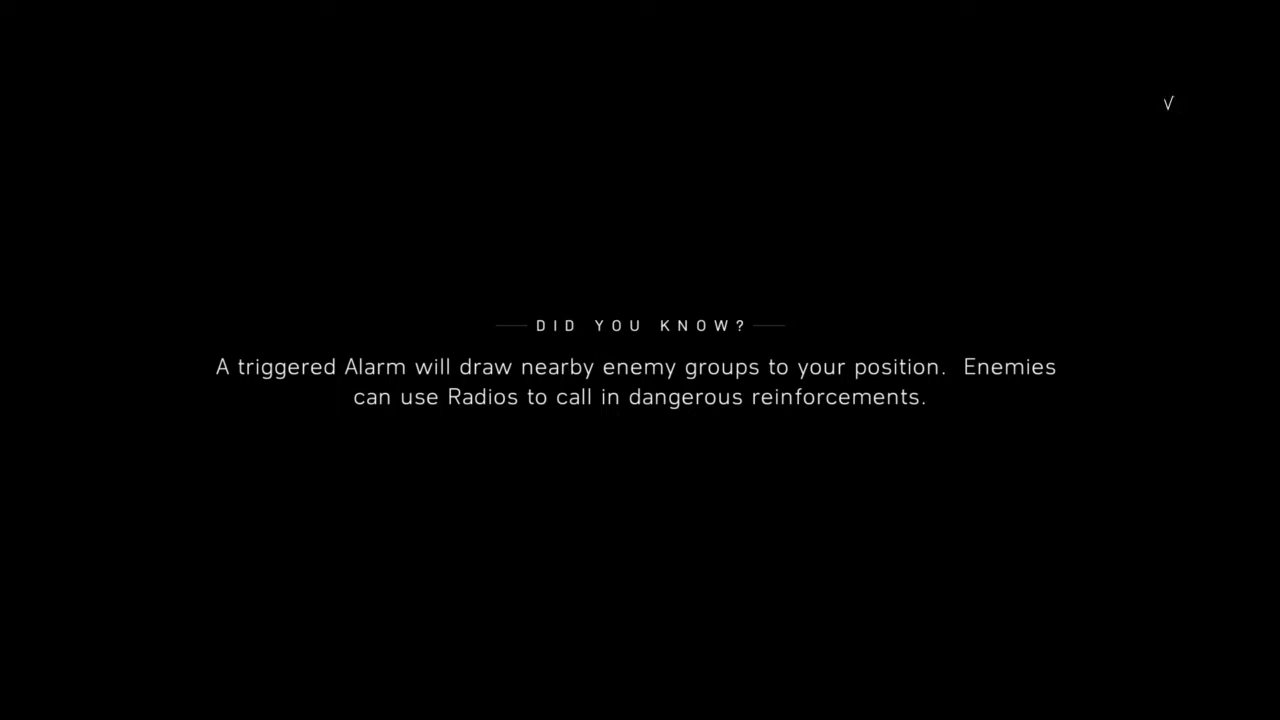 √
DID YOU KNOW?
A triggered Alarm will draw nearby enemy groups to your position.  Enemies
can use Radios to call in dangerous reinforcements.